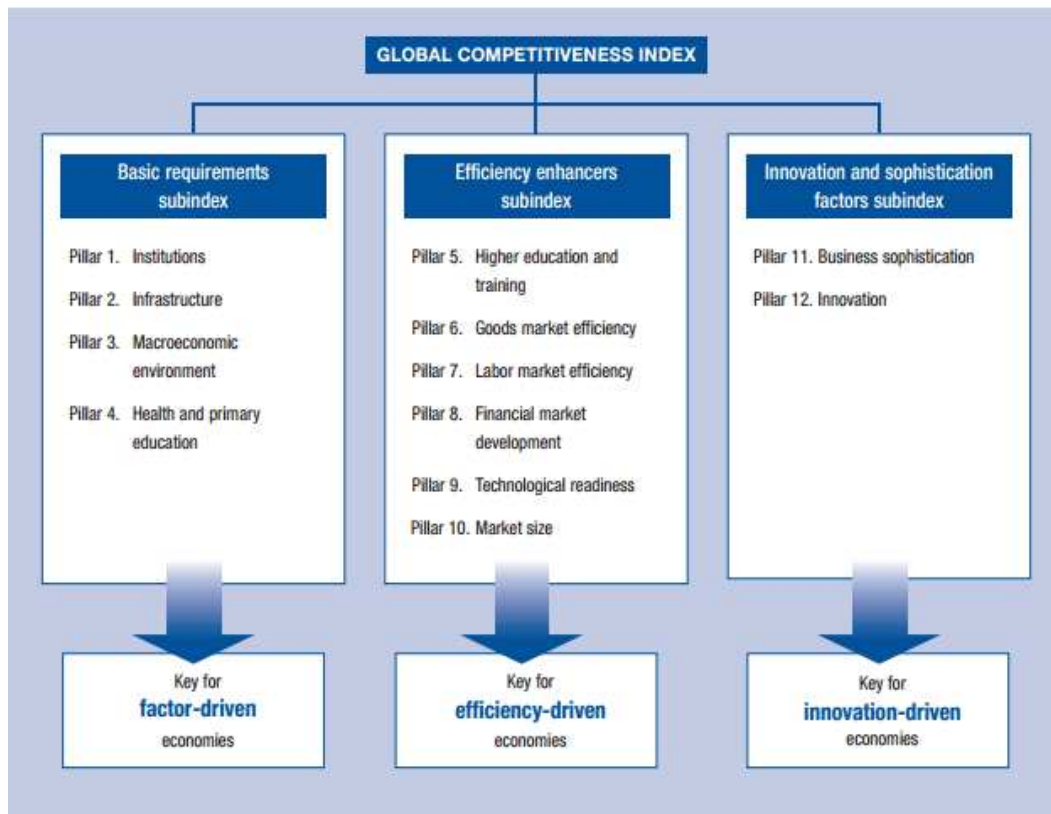 GLOBAL COMPETITIVENESS INDEX
Basic requirements
subindex
Pillar 1. Institutions
Pillar 2. Infrastructure
Pillar 3. Macroeconomic
environment
Pillar 4. Health and primary
education
Key for
factor-driven
economies
Efficiency enhancers
subindex
Pillar 5. Higher education and
training
Pillar 6. Goods market efficiency
Pillar 7. Labor market efficiency
Pillar 8. Financial market
development
Pillar 9. Technological readiness
Pillar 10. Market size
Key for
efficiency-driven
economies
Innovation and sophistication
factors subindex
Pillar 11. Business sophistication
Pillar 12. Innovation
Key for
innovation-driven
economies